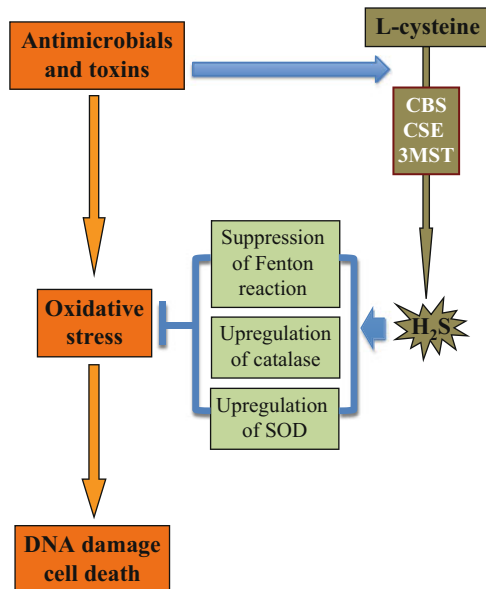 Antimicrobials
and toxins
L-cysteine
CBS
CSE
3MST
Suppression
of Fenton
reaction
Oxidative
stress
Upregulation
of catalase
H₂S
Upregulation
of SOD
DNA damage
cell death